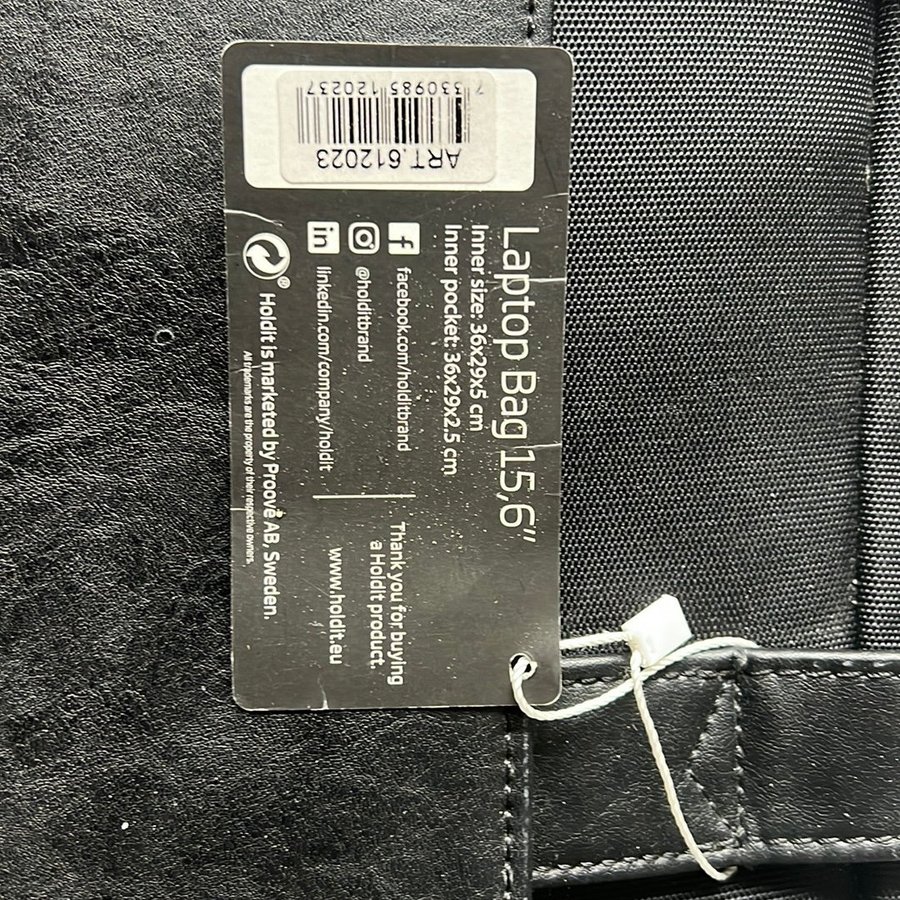 Laptop Bag 15,6"
Inner size: 36x29x5 cm
Inner pocket: 36x29x2.5 cm
facebook.com/holditbrand
@holditbrand
linkedin.com/company/holdit
Thank you for buying
a HoldIt product.
www.holdit.eu
HoldIt is marketed by Proove AB, Sweden.
All trademarks are the property of their respective owners.
ART.612023
7 330985 120237